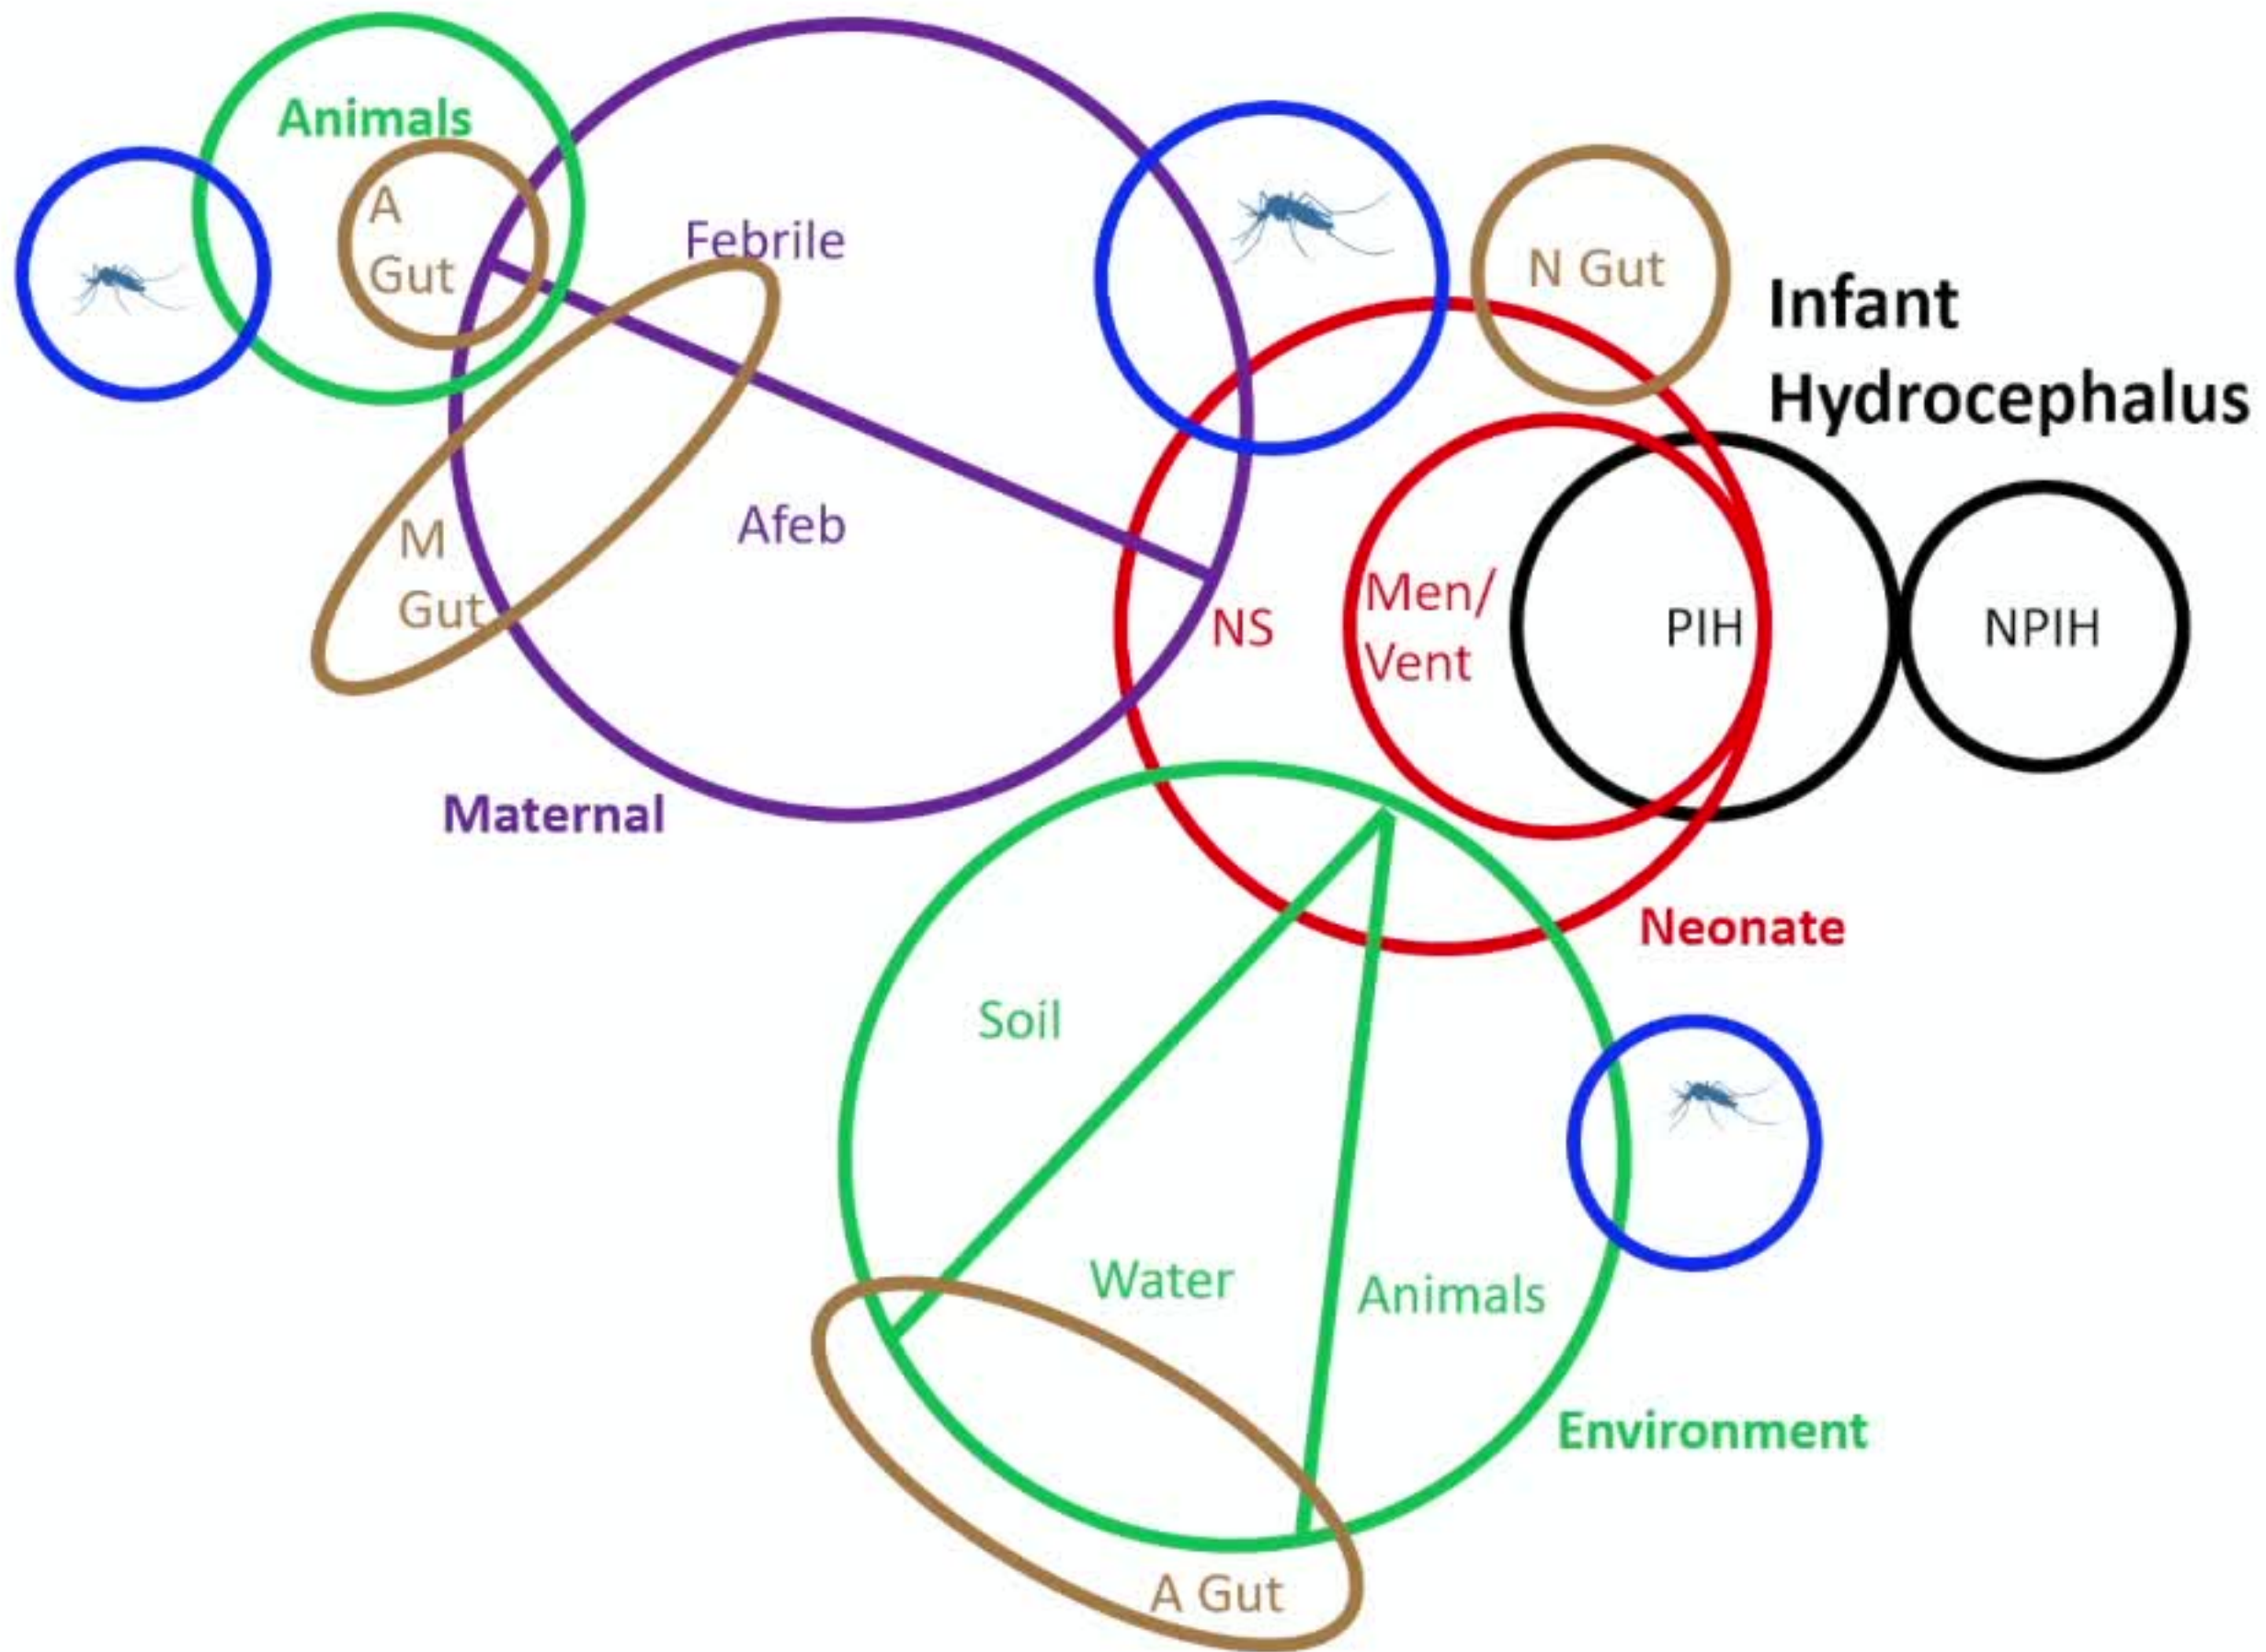 Animals
A
Gut
Febrile
N Gut
Infant
Hydrocephalus
M
Gut
Afeb
NS
Men/
Vent
PIH
NPIH
Maternal
Neonate
Soil
Water
Animals
Environment
A Gut